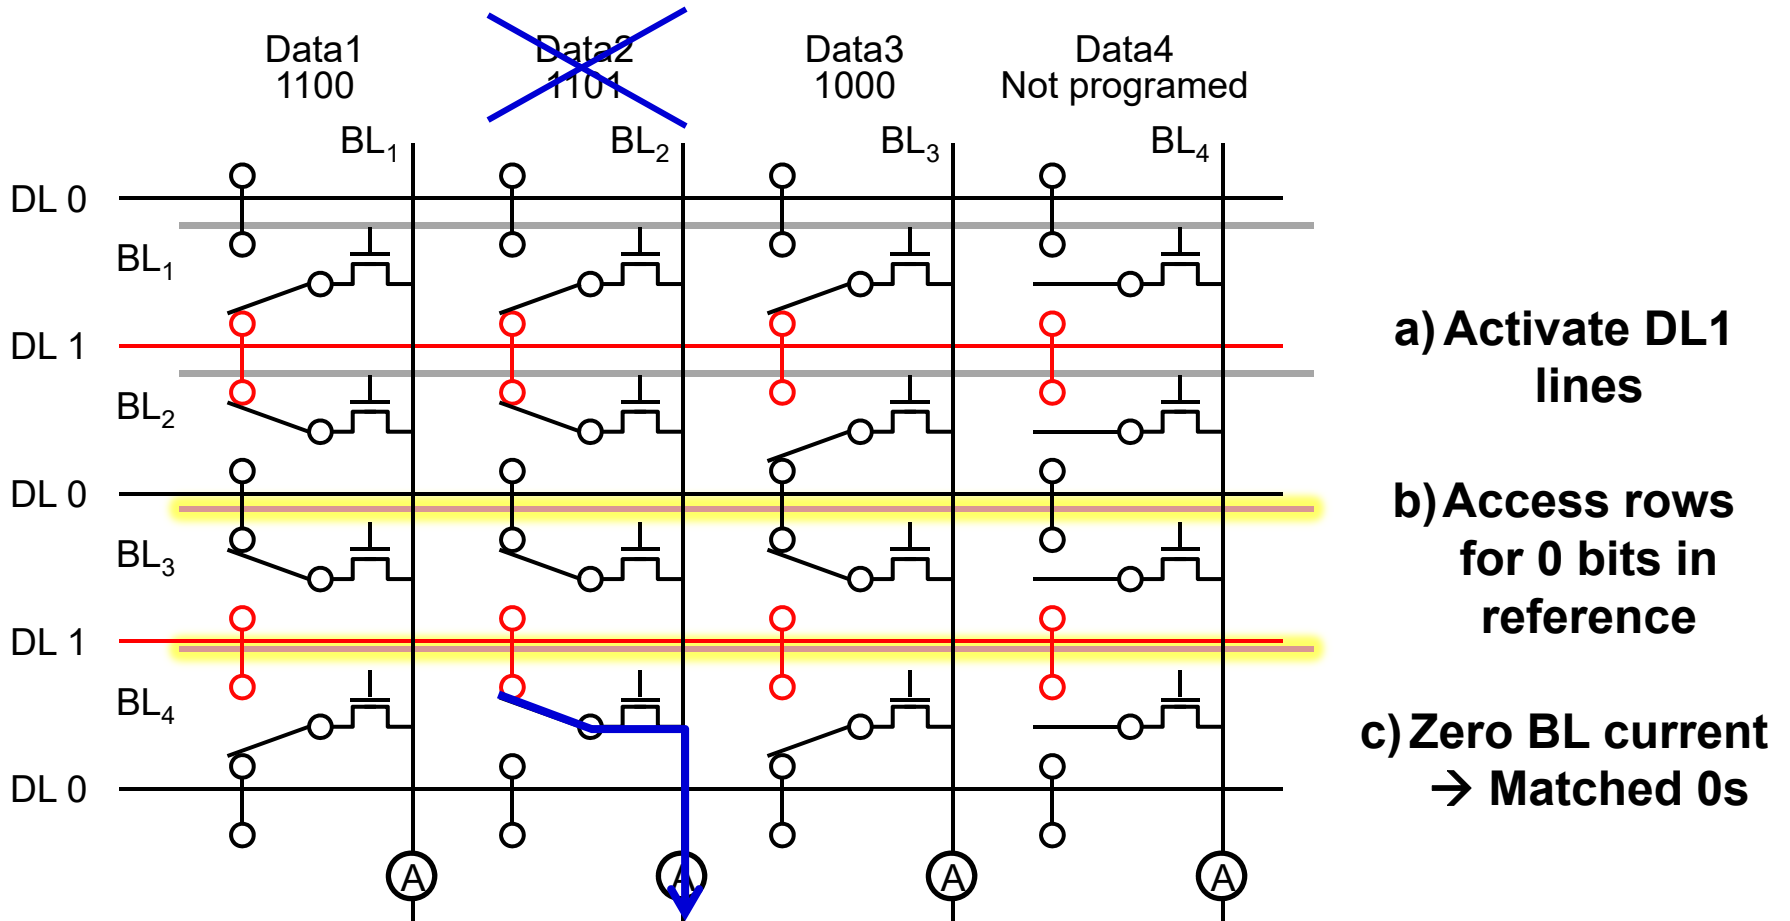 Data1
1100
Data2
1101
Data3
1000
Data4
Not programed
BL1
BL2
BL3
BL4
DL 0
BL1
DL 1
BL2
DL 0
BL3
DL 1
BL4
DL 0
A
A
A
A
a) Activate DL1
lines
b) Access rows
for 0 bits in
reference
c) Zero BL current
→ Matched 0s